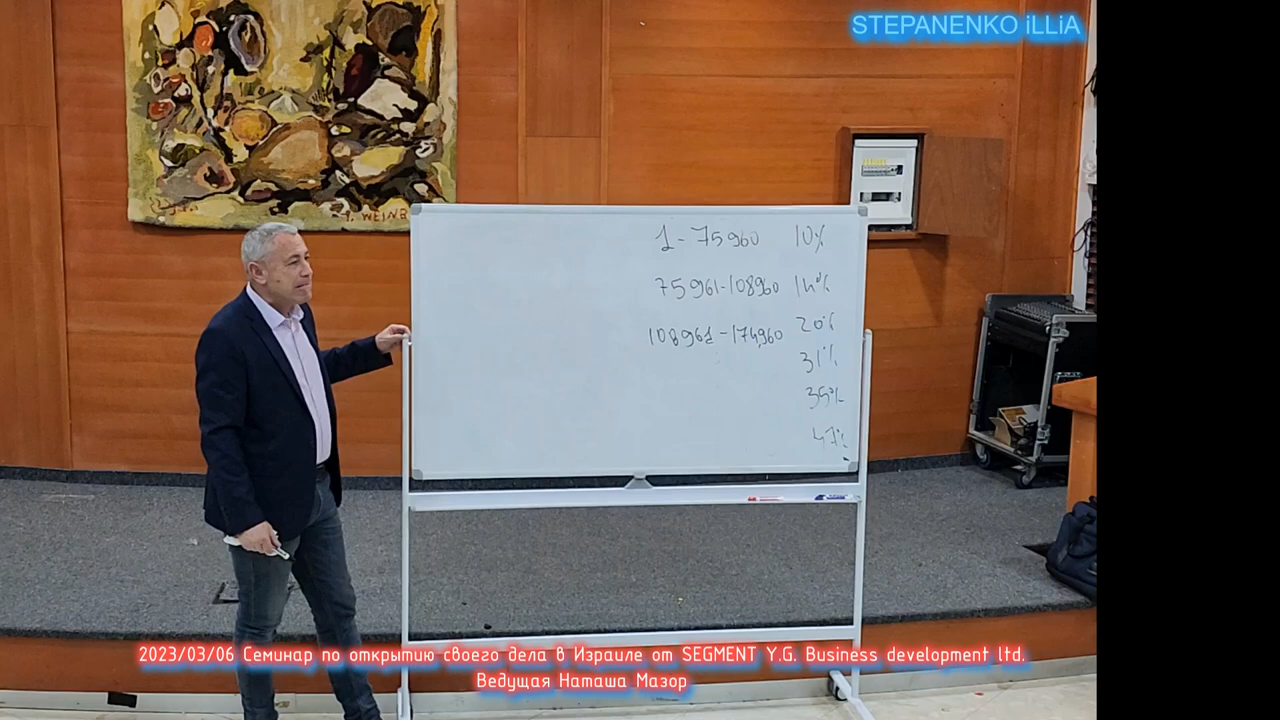 STEPANENKO iLLiA
Y. WEINB
1-75960 10%
75961-108960 14%
108961-174960 20%
31%
35%
47%
2023/03/06 Семинар по открытию своего дела в Израиле от SEGMENT Y.G. Business development ltd.
Ведущая Наташа Мазор